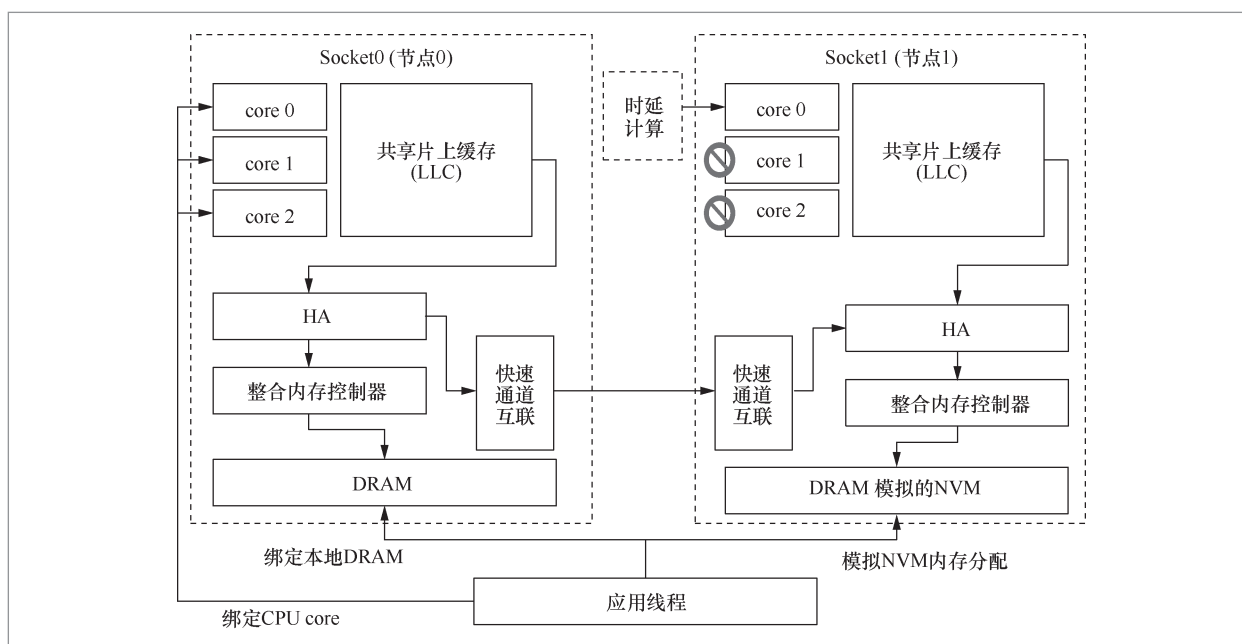 Socket0 (节点0)
core 0
core 1
core 2
共享片上缓存
(LLC)
HA
整合内存控制器
DRAM
快速
通道
互联
时延
计算
Socket1 (节点1)
core 0
core 1
core 2
共享片上缓存
(LLC)
快速
通道
互联
HA
整合内存控制器
DRAM 模拟的NVM
绑定本地DRAM
模拟NVM内存分配
绑定CPU core
应用线程